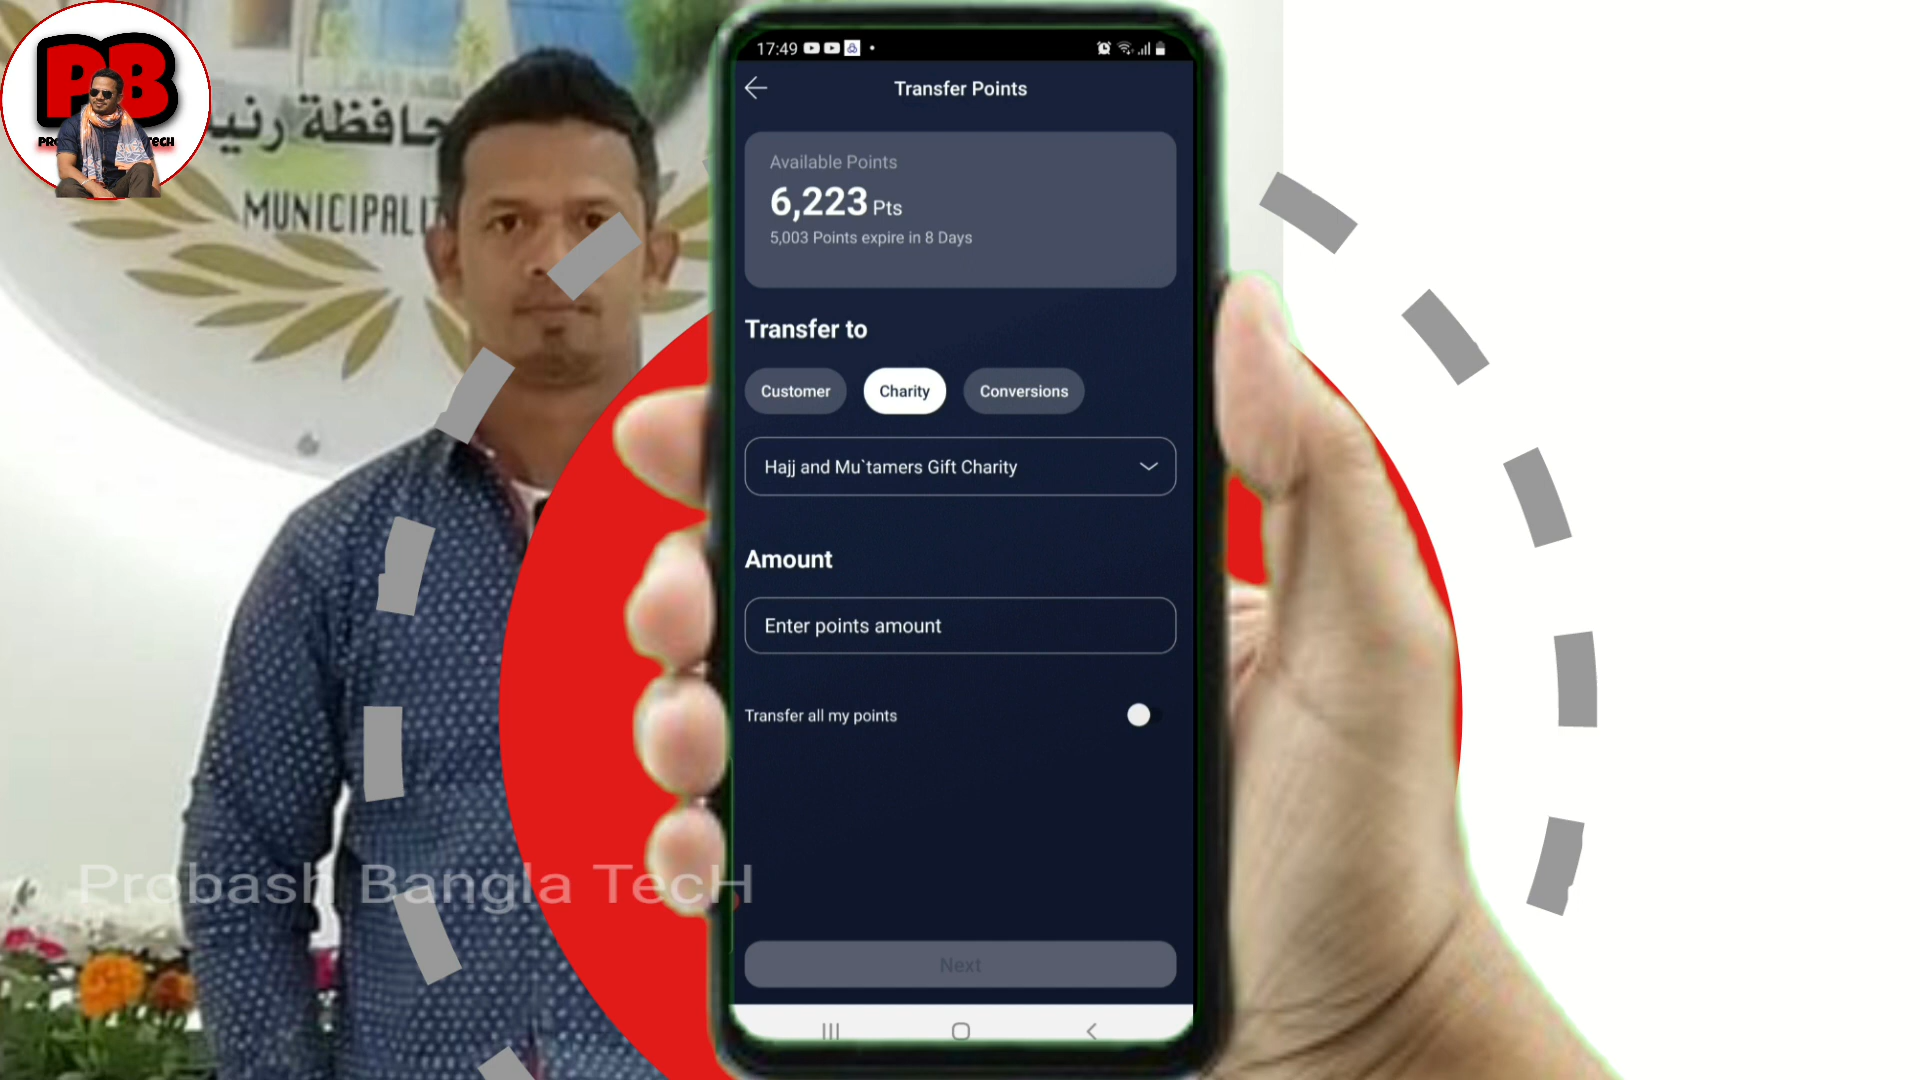 PB
حافظة رنية
MUNICIPALIT
17:49
Transfer Points
Available Points
6,223 Pts
5,003 Points expire in 8 Days
Transfer to
Customer
Charity
Conversions
Hajj and Mu`tamers Gift Charity
Amount
Enter points amount
Transfer all my points
Next
Probash Bangla TecH